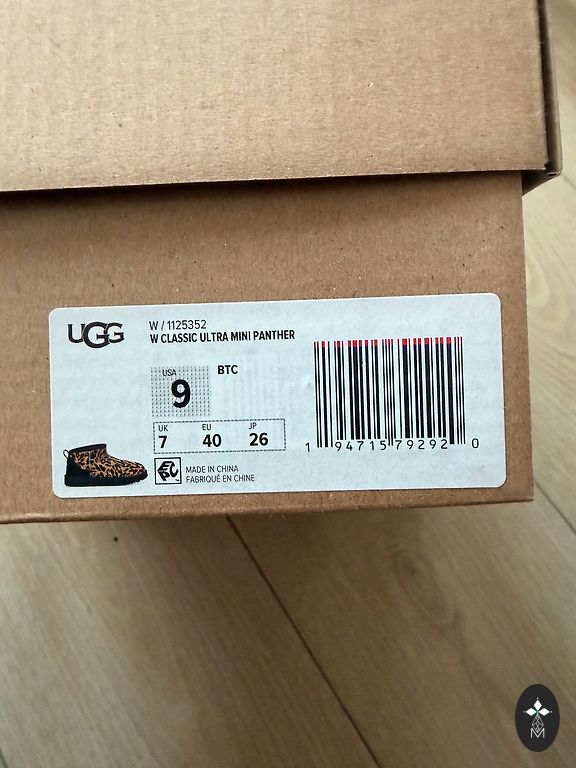 UGG
W / 1125352
W CLASSIC ULTRA MINI PANTHER
USA
9
BTC
UK EU JP
7 40 26
1 94715 79292 0
MADE IN CHINA
FABRIQUÉ EN CHINE
M